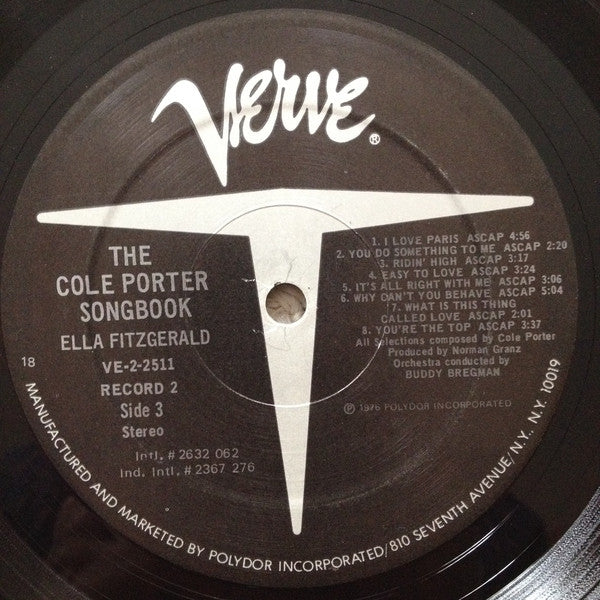 Verve®
THE
COLE PORTER
SONGBOOK
ELLA FITZGERALD
VE-2-2511
18
RECORD 2
Side 3
Stereo
Intl. # 2632 062
Ind. Intl. # 2367 276
1. I LOVE PARIS ASCAP 4:56
2. YOU DO SOMETHING TO ME ASCAP 2:20
3. RIDIN' HIGH ASCAP 3:17
4. EASY TO LOVE ASCAP 3:24
5. IT'S ALL RIGHT WITH ME ASCAP 3:06
6. WHY CAN'T YOU BEHAVE ASCAP 5:04
7. WHAT IS THIS THING
CALLED LOVE ASCAP 2:01
8. YOU'RE THE TOP ASCAP 3:37
All Selections composed by Cole Porter
Produced by Norman Granz
Orchestra conducted by
BUDDY BREGMAN
℗ 1976 POLYDOR INCORPORATED
MANUFACTURED AND MARKETED BY POLYDOR INCORPORATED/810 SEVENTH AVENUE/N.Y. N.Y. 10019